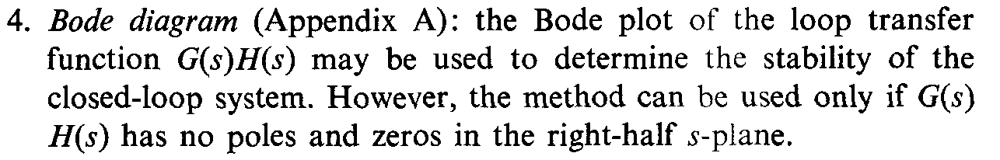 4. Bode diagram (Appendix A): the Bode plot of the loop transfer
function G(s)H(s) may be used to determine the stability of the
closed-loop system. However, the method can be used only if G(s)
H(s) has no poles and zeros in the right-half s-plane.